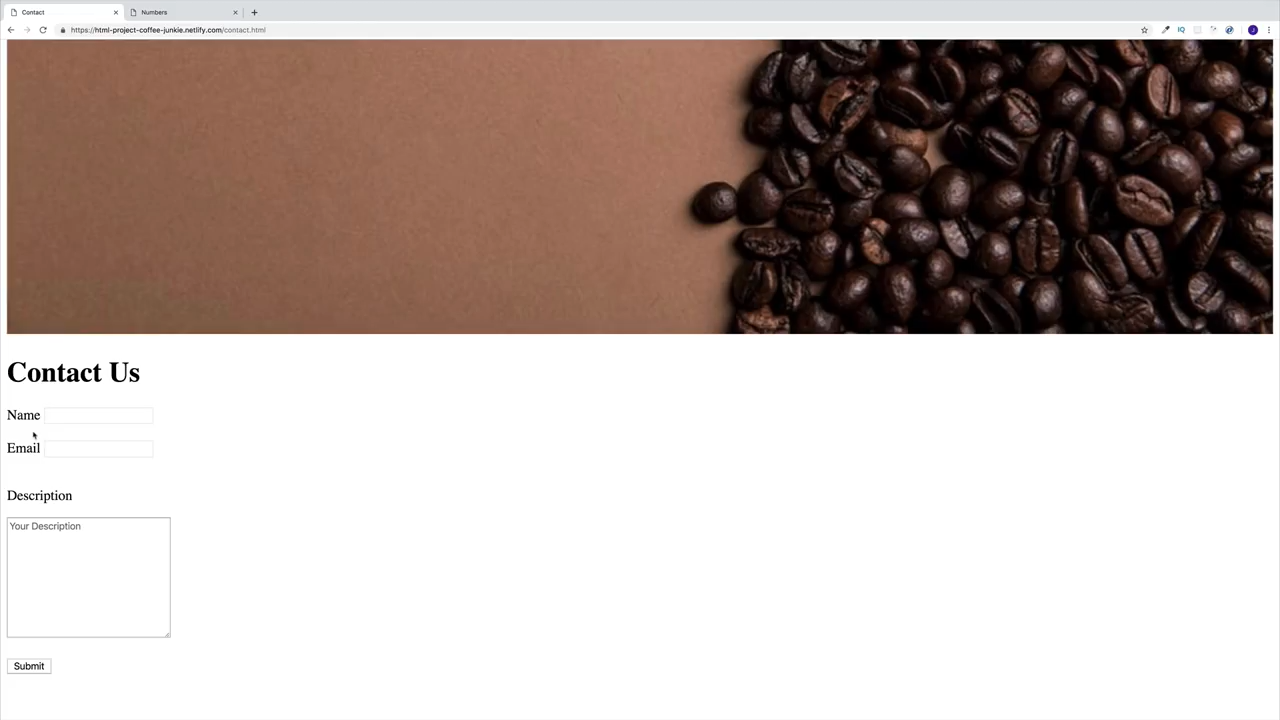 Contact
Numbers
https://html-project-coffee-junkie.netlify.com/contact.html
IQ
J
Contact Us
Name
Email
Description
Your Description
Submit